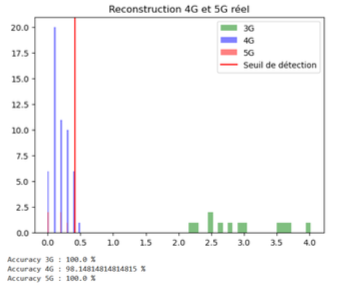 Reconstruction 4G et 5G réel
3G
4G
5G
Seuil de détection
20.0
17.5
15.0
12.5
10.0
7.5
5.0
2.5
0.0
0.0 0.5 1.0 1.5 2.0 2.5 3.0 3.5 4.0
Accuracy 3G : 100.0 %
Accuracy 4G : 98.14814814814815 %
Accuracy 5G : 100.0 %